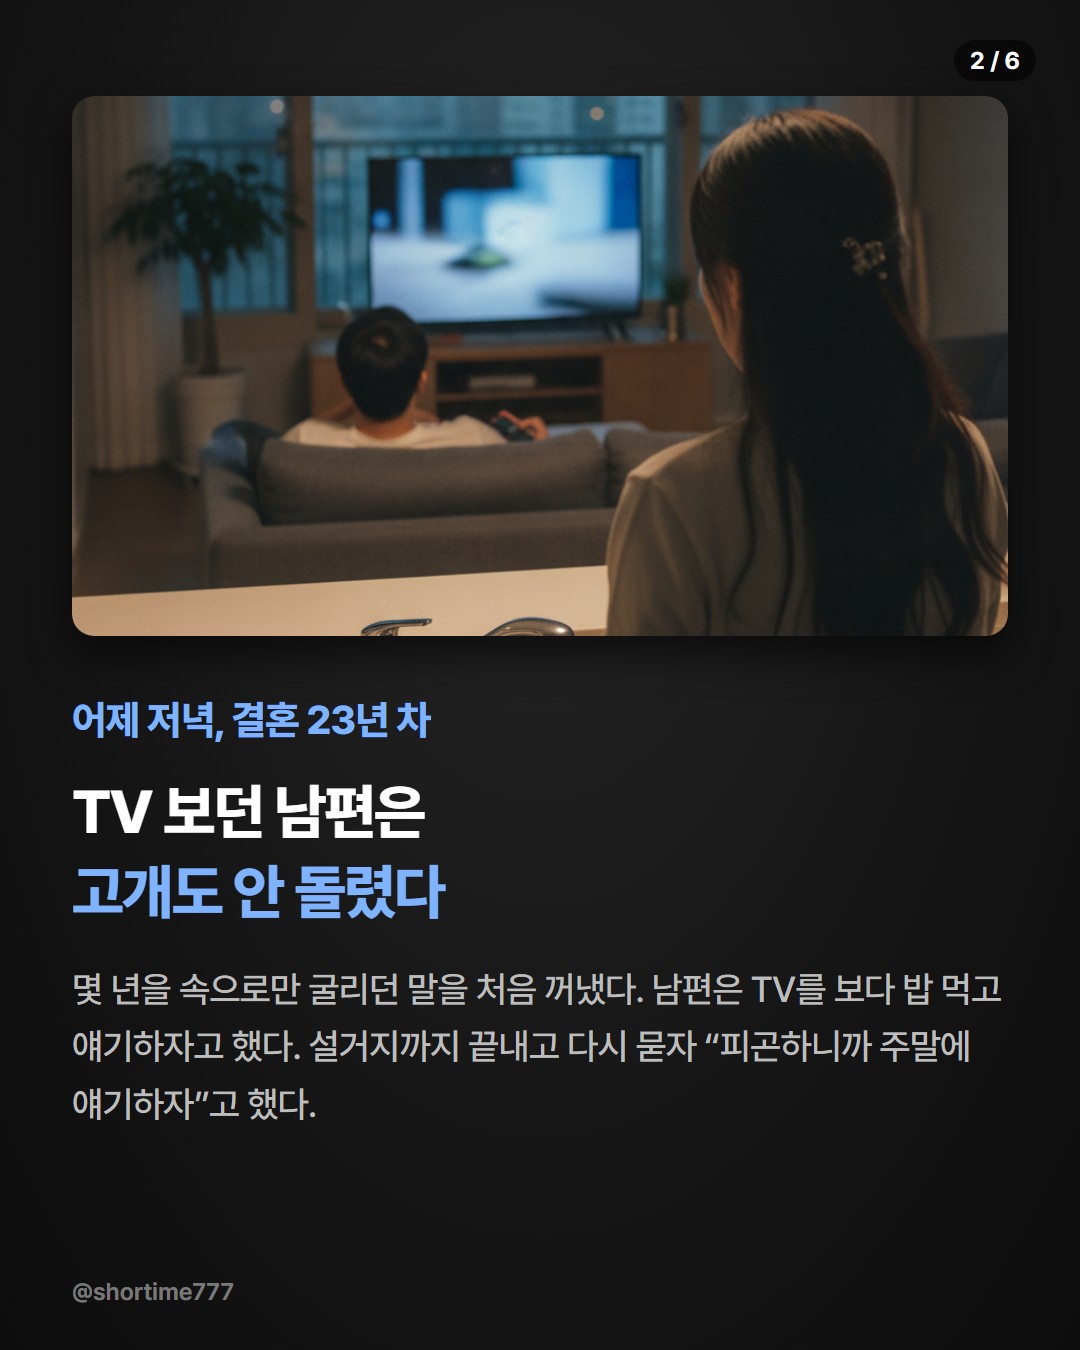 2 / 6
어제 저녁, 결혼 23년 차
TV 보던 남편은
고개도 안 돌렸다
몇 년을 속으로만 굴리던 말을 처음 꺼냈다. 남편은 TV를 보다 밥 먹고
얘기하자고 했다. 설거지까지 끝내고 다시 묻자 “피곤하니까 주말에
얘기하자”고 했다.
@shortime777